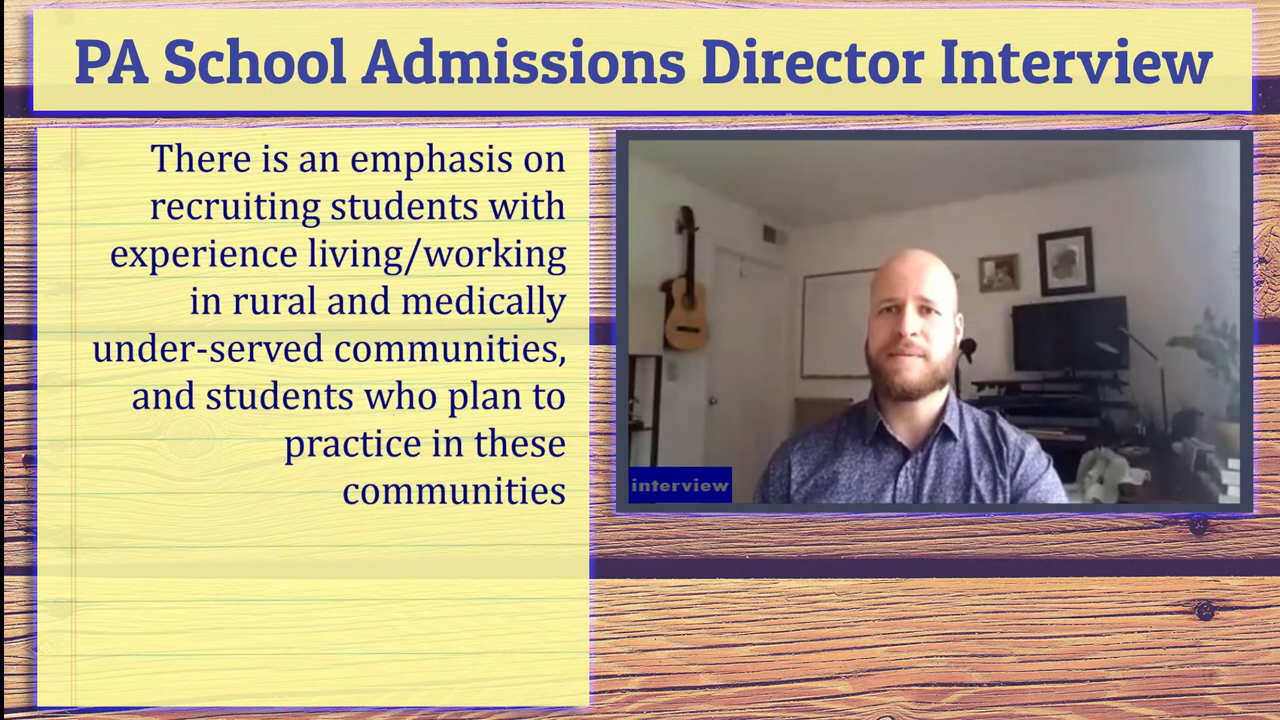 PA School Admissions Director Interview
There is an emphasis on
recruiting students with
experience living/working
in rural and medically
under-served communities,
and students who plan to
practice in these
communities
interview